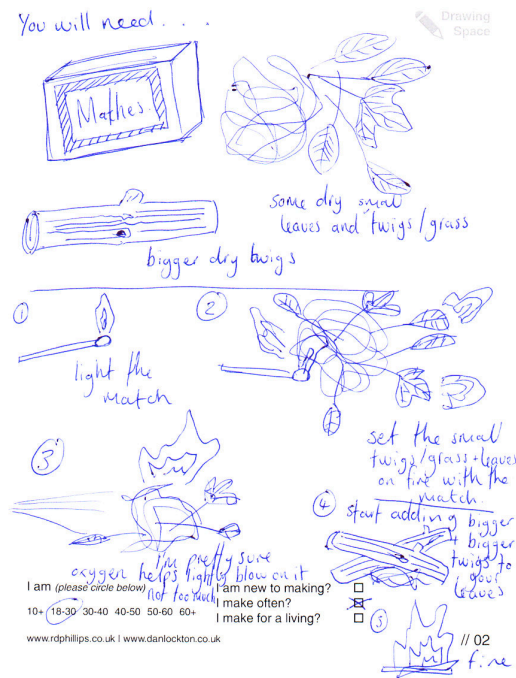 You will need . . . .
Drawing
Space
Mathes.
some dry small
leaves and twigs/grass
bigger dry twigs
1
light the
match
2
set the small
twigs/grass+leaves
on fire with the
match.
3
I'm pretty sure
oxygen helps lightly blow on it
not too much
4
start adding bigger
+ bigger
twigs to
your
leaves
5
fire
I am (please circle below)
10+ 18-30 30-40 40-50 50-60 60+
I am new to making?
I make often?
I make for a living?
www.rdphillips.co.uk | www.danlockton.co.uk
// 02